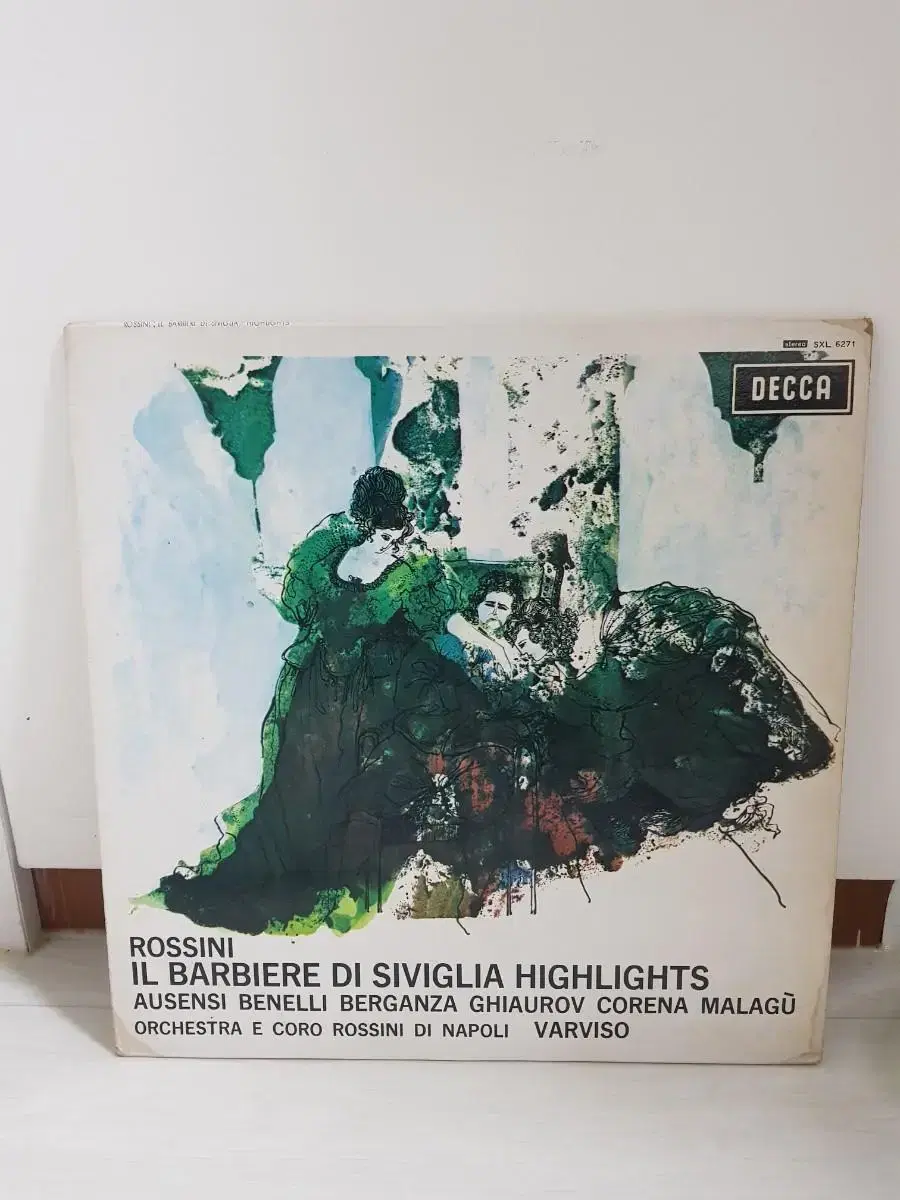 ROSSINI: IL BARBIERE DI SIVIGLIA HIGHLIGHTS
stereo SXL 6271
DECCA
ROSSINI
IL BARBIERE DI SIVIGLIA HIGHLIGHTS
AUSENSI BENELLI BERGANZA GHIAUROV CORENA MALAGÙ
ORCHESTRA E CORO ROSSINI DI NAPOLI VARVISO